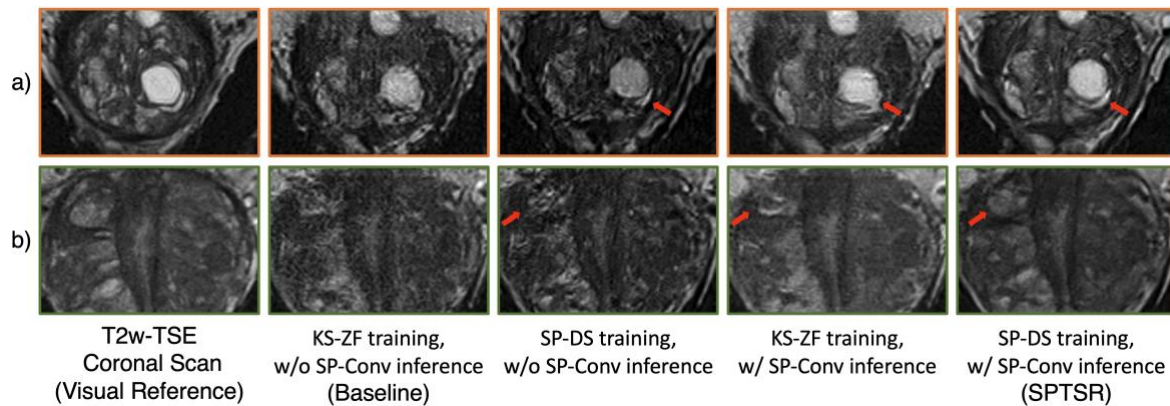 a)
b)
T2w-TSE
Coronal Scan
(Visual Reference)
KS-ZF training,
w/o SP-Conv inference
(Baseline)
SP-DS training,
w/o SP-Conv inference
KS-ZF training,
w/ SP-Conv inference
SP-DS training,
w/ SP-Conv inference
(SPTSR)